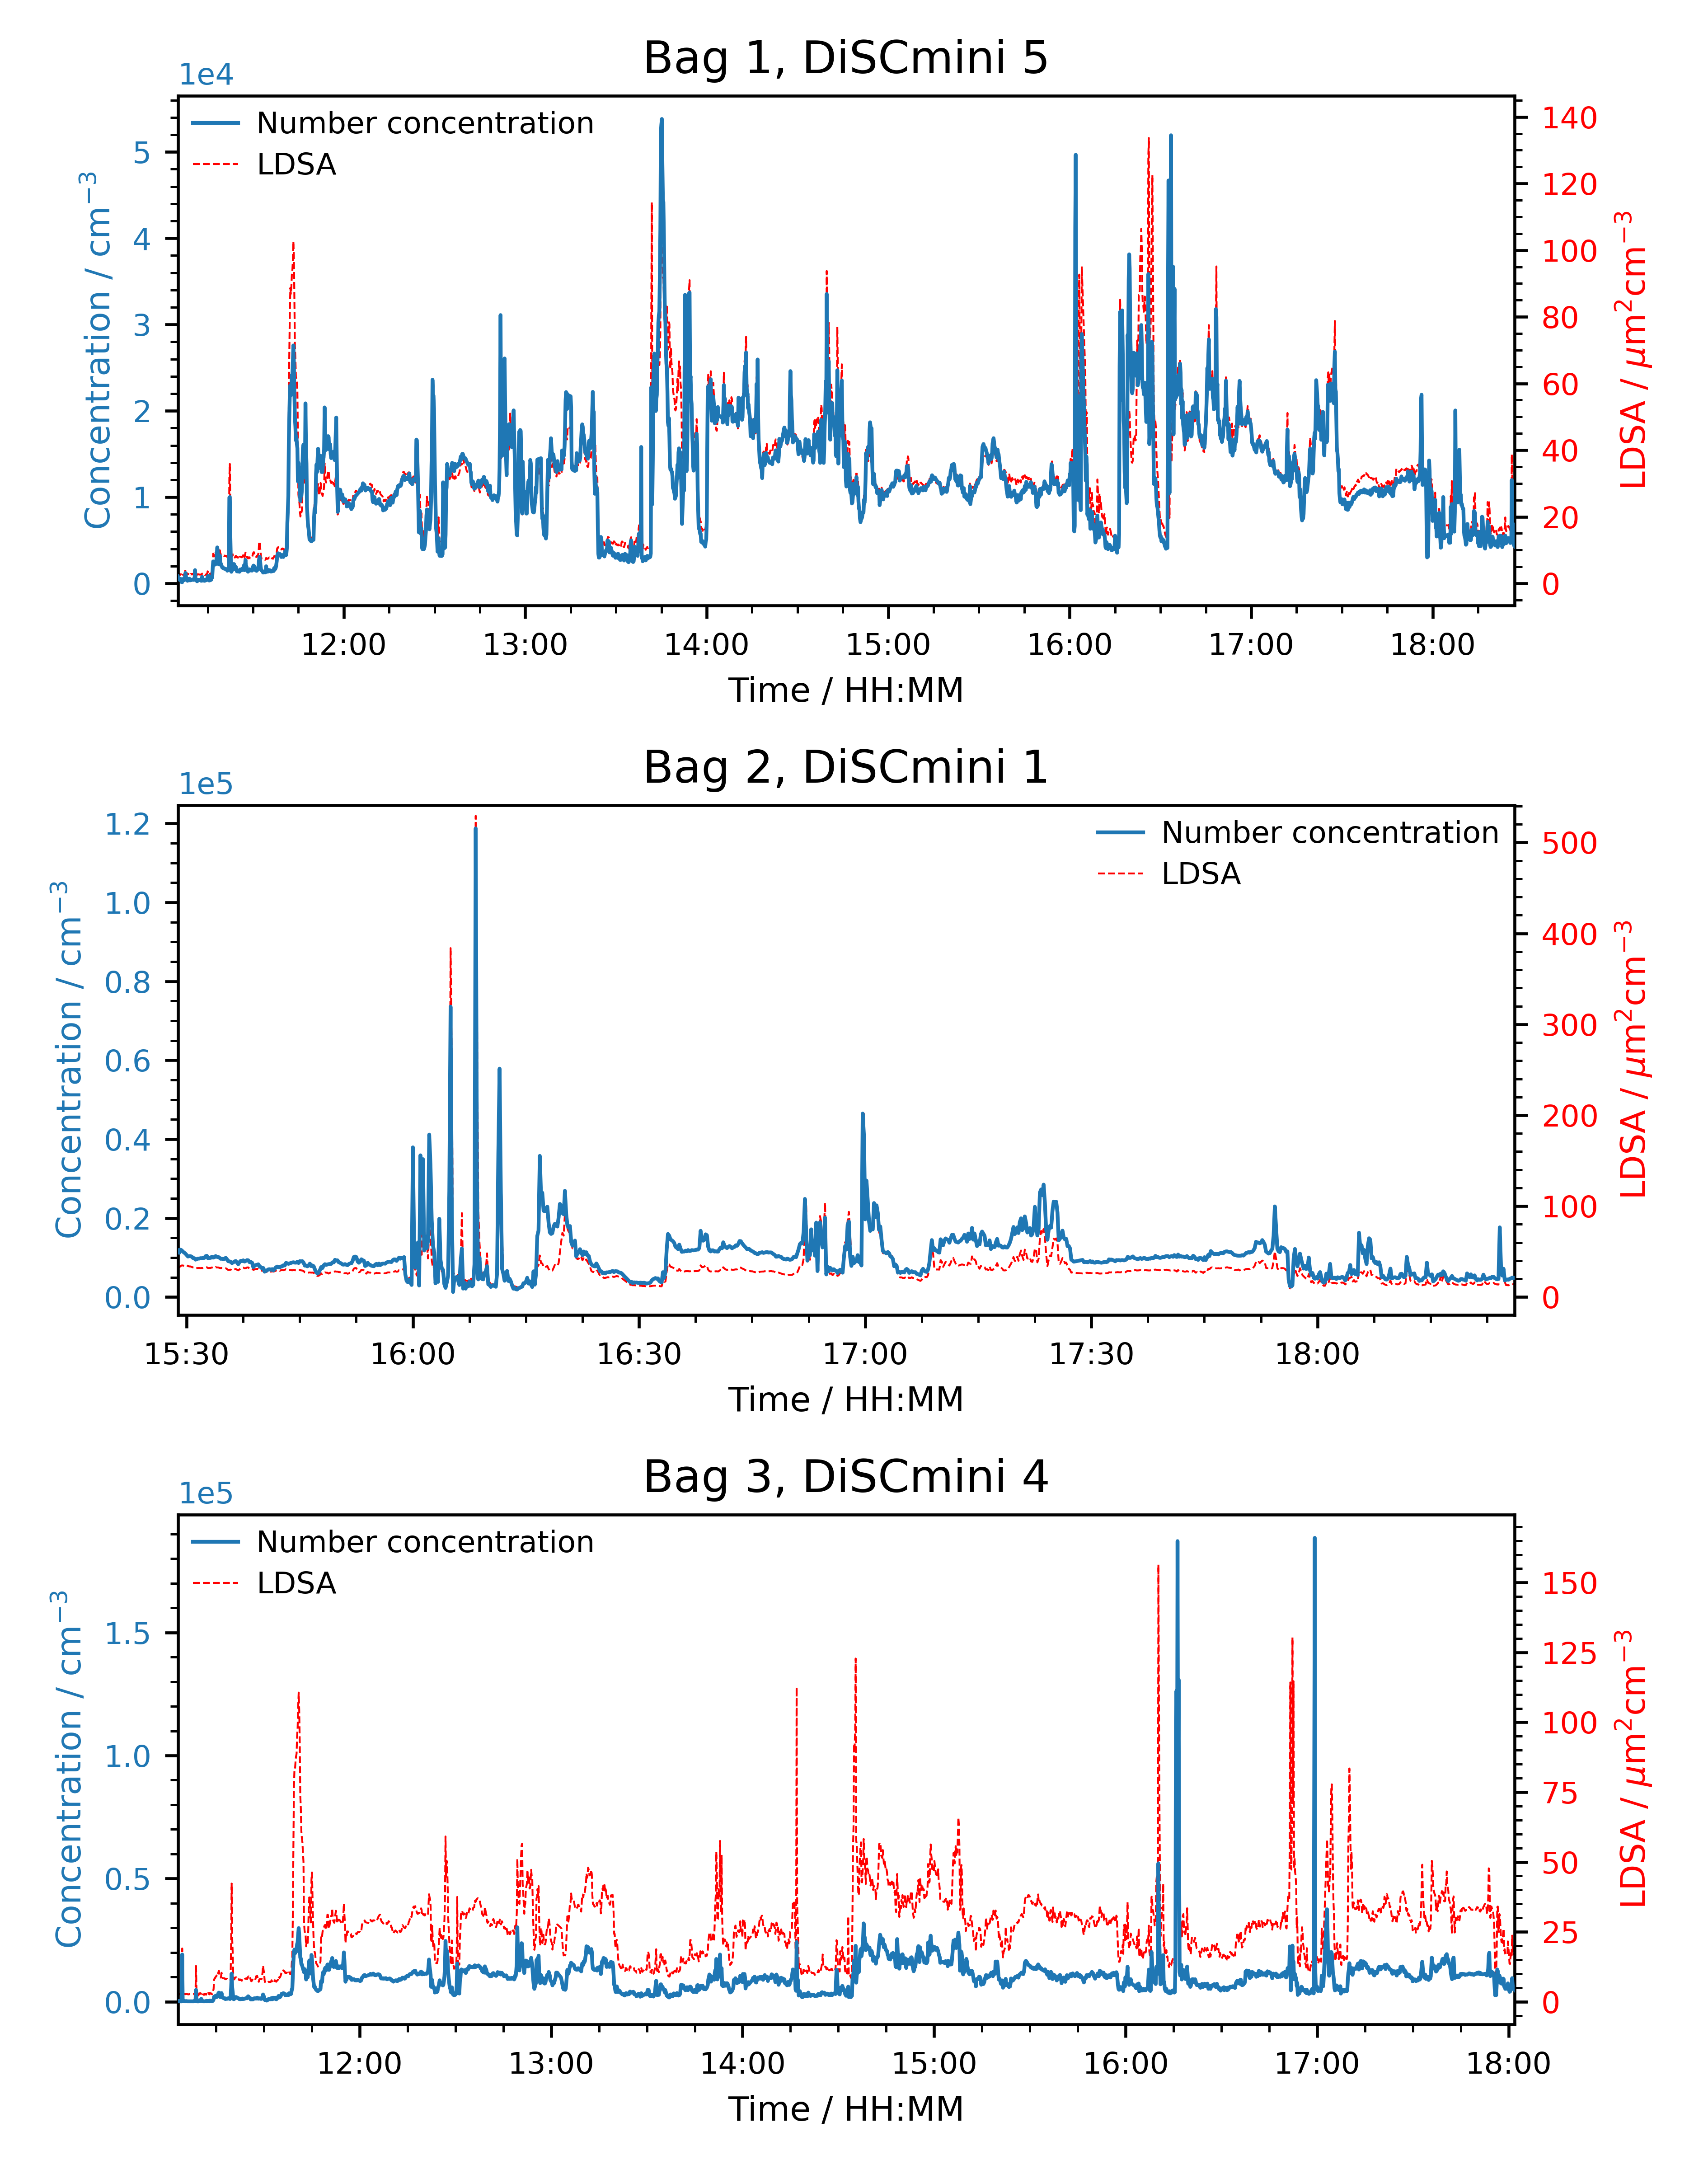 Bag 1, DiSCmini 5
1e4
Number concentration
LDSA
Concentration / cm⁻³
5
4
3
2
1
0
140
120
100
80
60
40
20
0
LDSA / μm²cm⁻³
12:00 13:00 14:00 15:00 16:00 17:00 18:00
Time / HH:MM
Bag 2, DiSCmini 1
1e5
Number concentration
LDSA
Concentration / cm⁻³
1.2
1.0
0.8
0.6
0.4
0.2
0.0
500
400
300
200
100
0
LDSA / μm²cm⁻³
15:30 16:00 16:30 17:00 17:30 18:00
Time / HH:MM
Bag 3, DiSCmini 4
1e5
Number concentration
LDSA
Concentration / cm⁻³
1.5
1.0
0.5
0.0
150
125
100
75
50
25
0
LDSA / μm²cm⁻³
12:00 13:00 14:00 15:00 16:00 17:00 18:00
Time / HH:MM